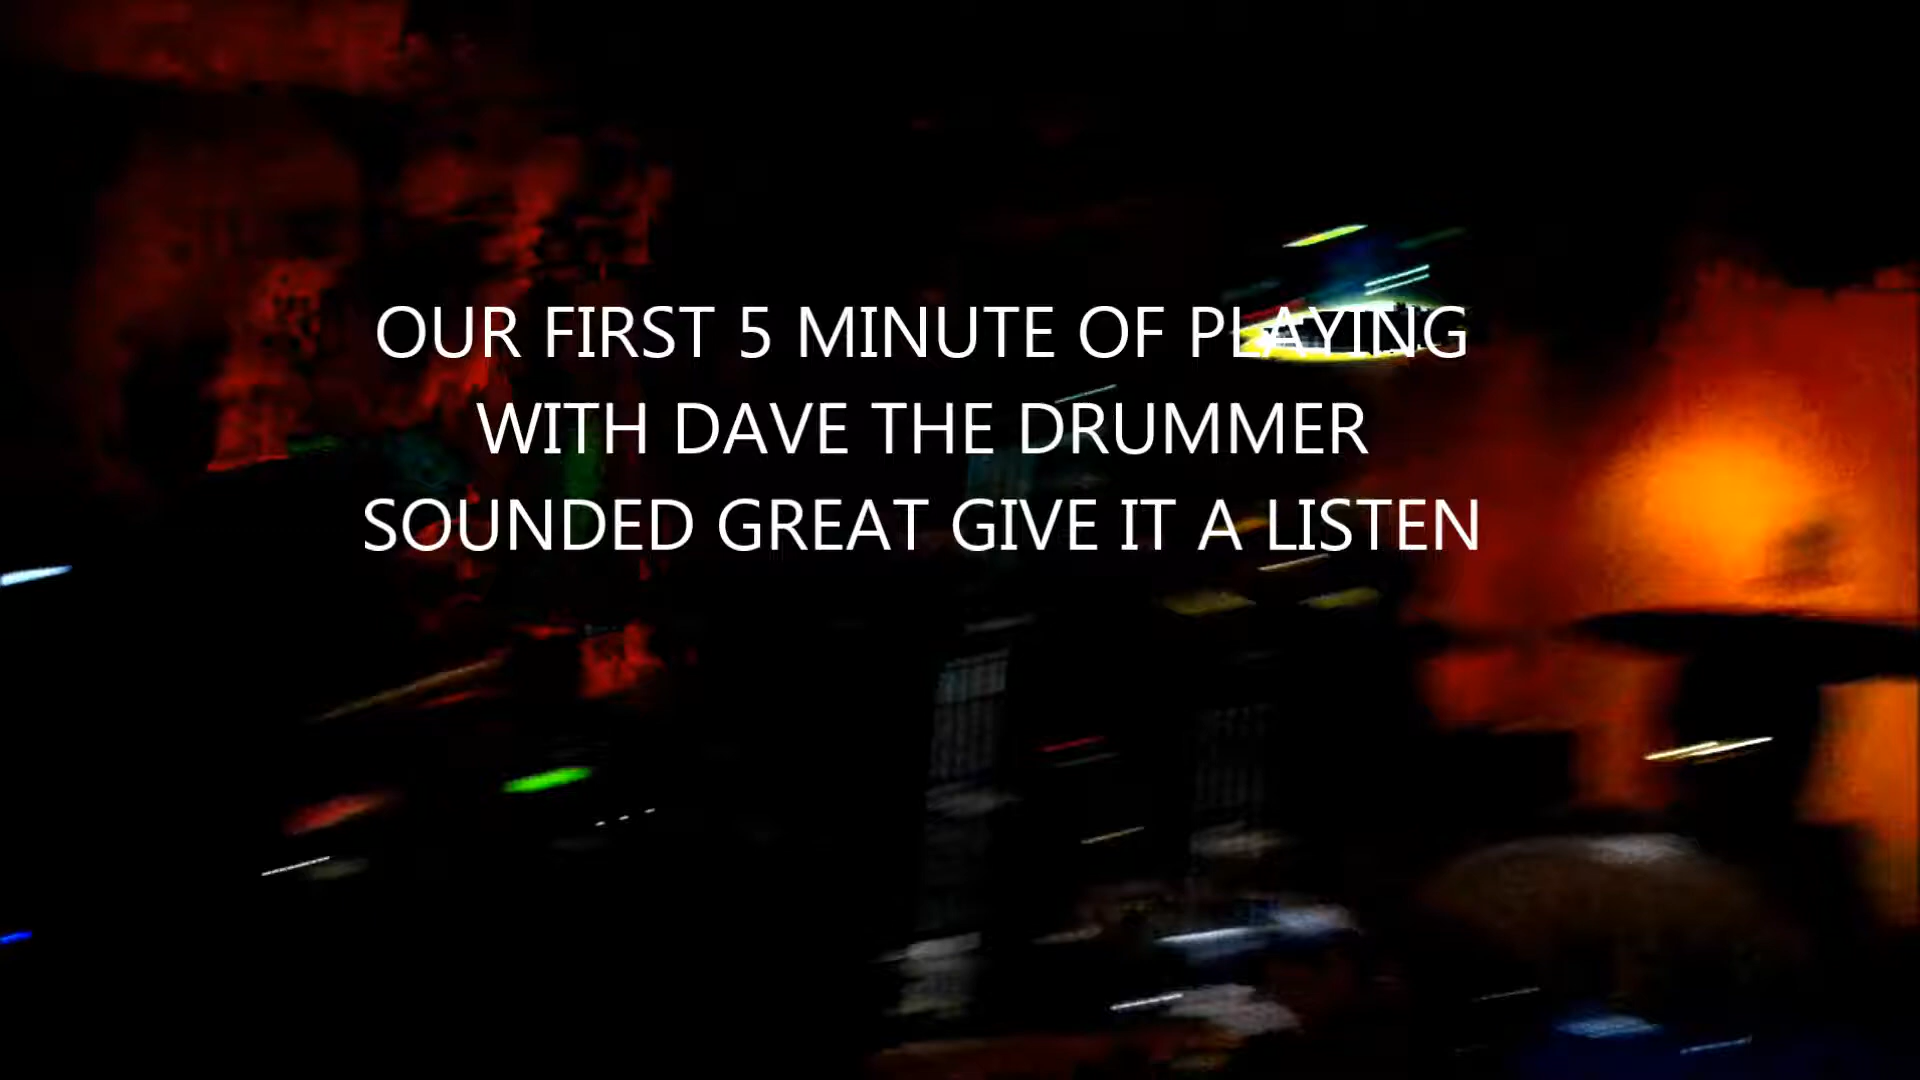 OUR FIRST 5 MINUTE OF PLAYING
WITH DAVE THE DRUMMER
SOUNDED GREAT GIVE IT A LISTEN